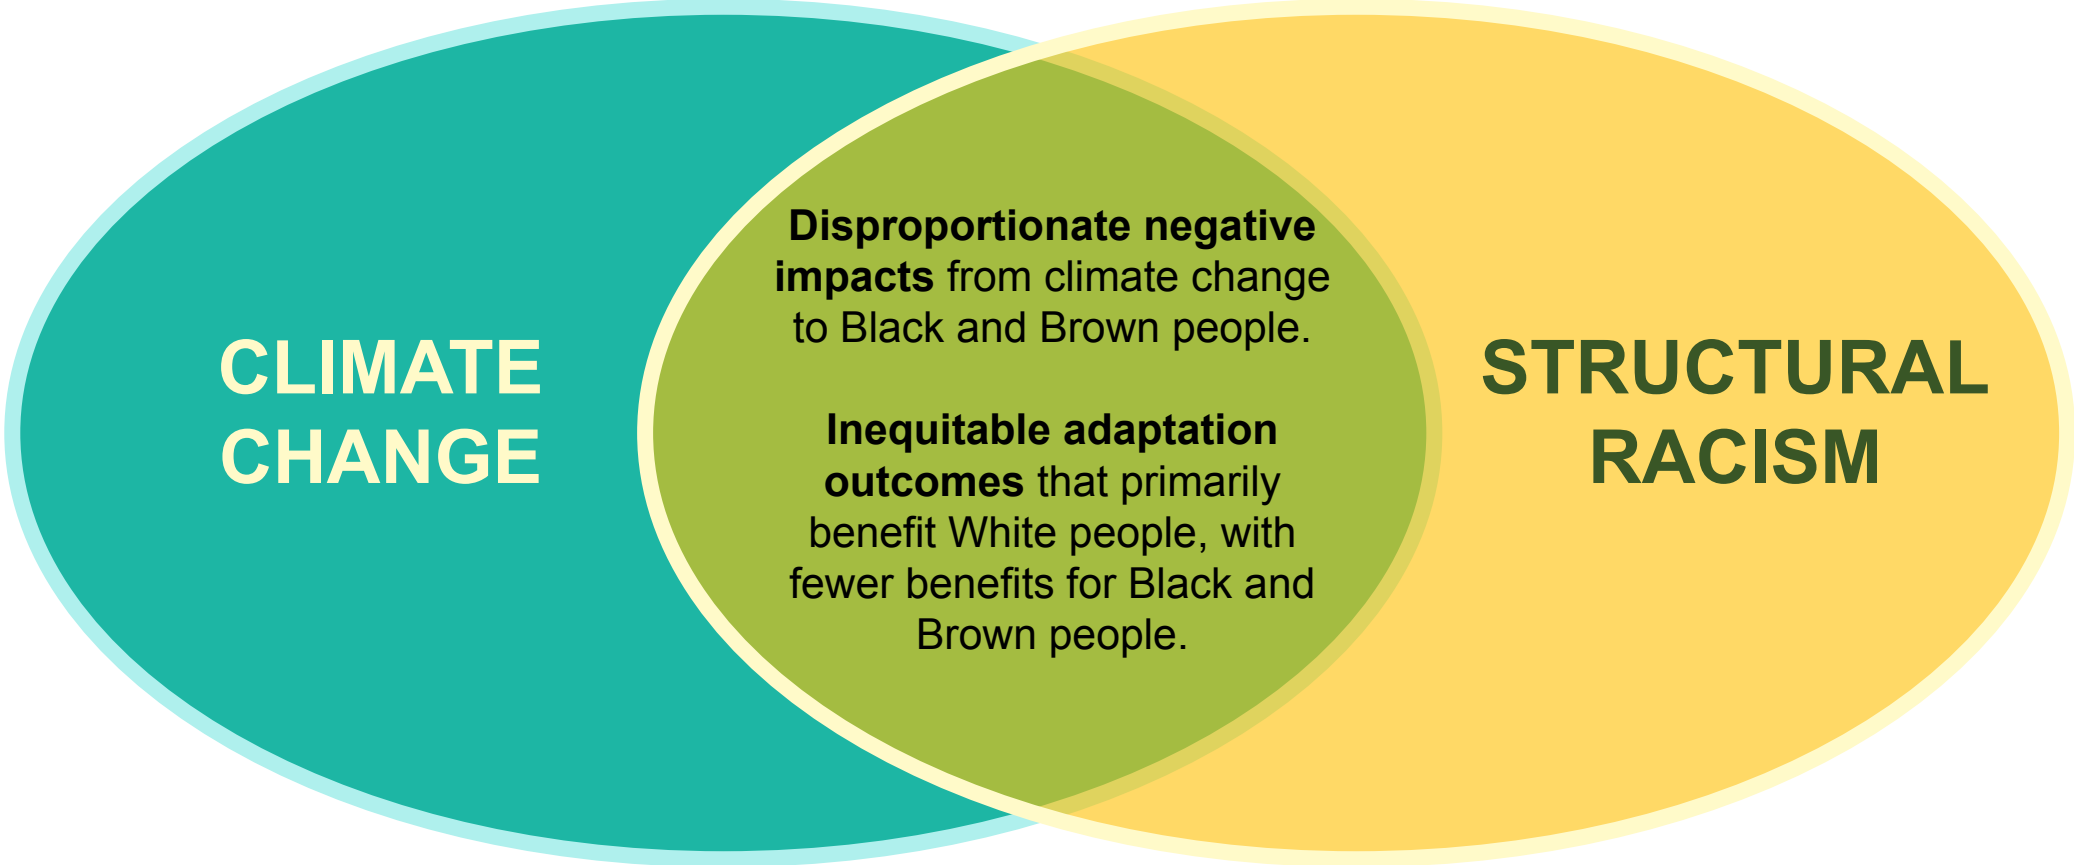 CLIMATE
CHANGE
Disproportionate negative
impacts from climate change
to Black and Brown people.
Inequitable adaptation
outcomes that primarily
benefit White people, with
fewer benefits for Black and
Brown people.
STRUCTURAL
RACISM